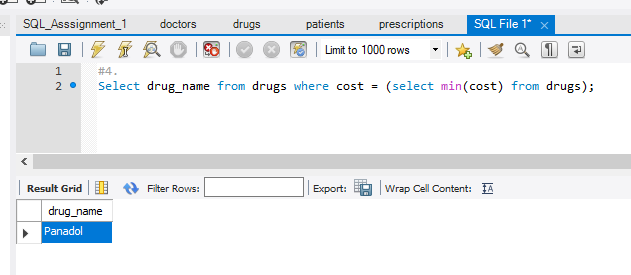 SQL_Asssignment_1 doctors drugs patients prescriptions SQL File 1*
Limit to 1000 rows
1 #4.
2 Select drug_name from drugs where cost = (select min(cost) from drugs);
Result Grid Filter Rows: Export: Wrap Cell Content: IA
drug_name
Panadol